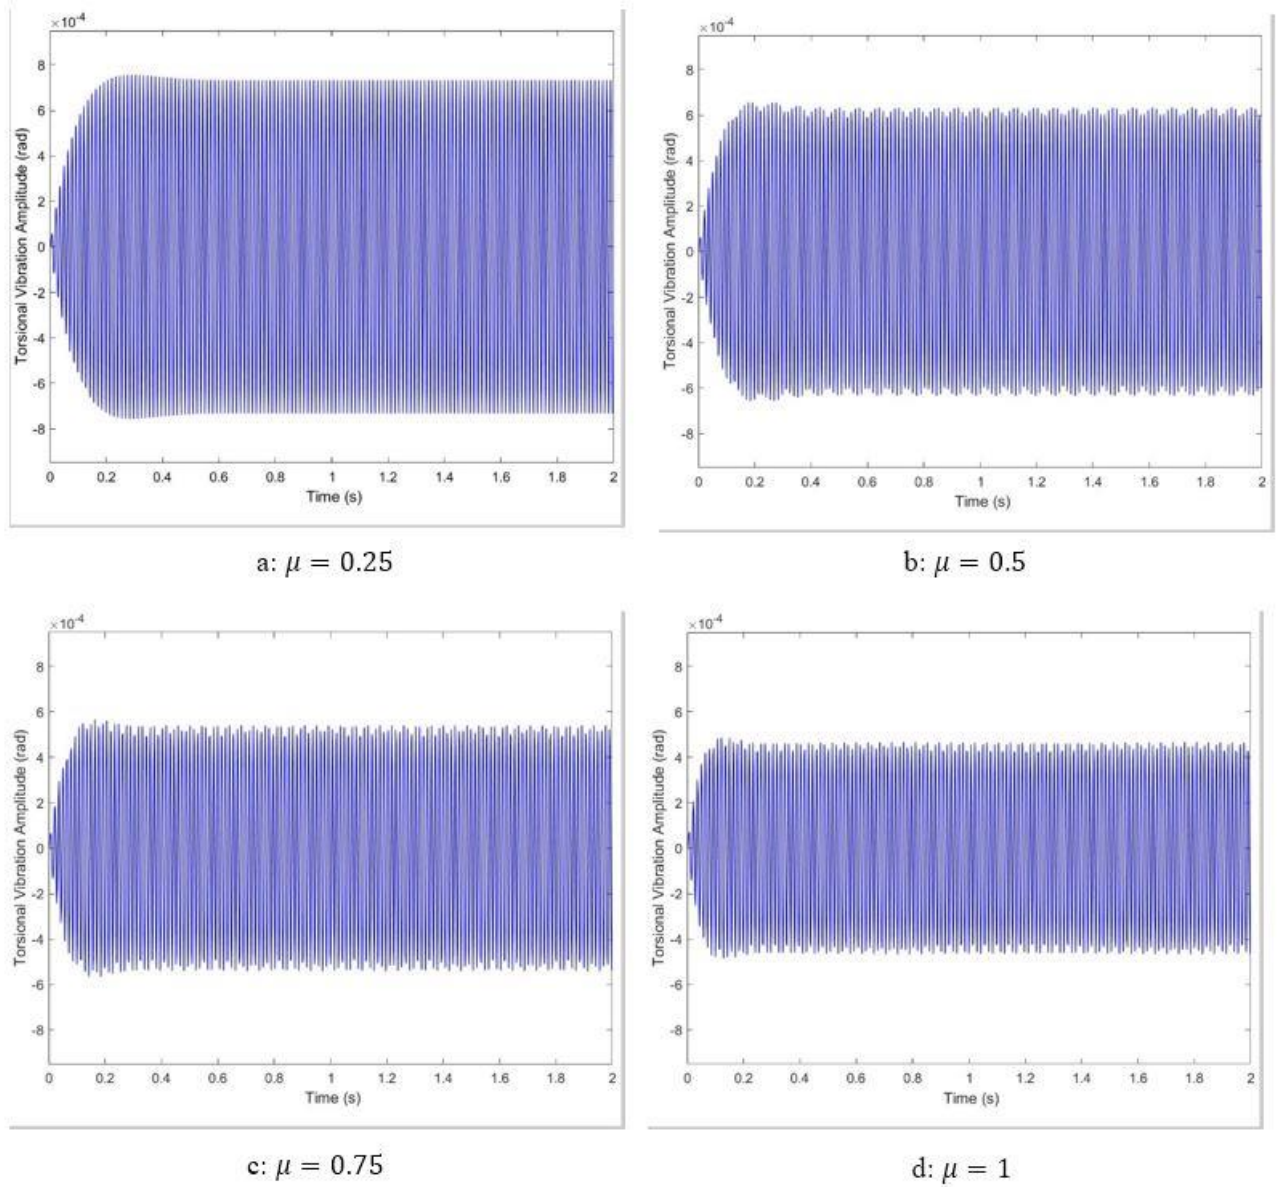 ×10-4
8
6
4
2
0
-2
-4
-6
-8
Torsional Vibration Amplitude (rad)
0 0.2 0.4 0.6 0.8 1 1.2 1.4 1.6 1.8 2
Time (s)
a: μ = 0.25
×10-4
8
6
4
2
0
-2
-4
-6
-8
Torsional Vibration Amplitude (rad)
0 0.2 0.4 0.6 0.8 1 1.2 1.4 1.6 1.8 2
Time (s)
b: μ = 0.5
×10-4
8
6
4
2
0
-2
-4
-6
-8
Torsional Vibration Amplitude (rad)
0 0.2 0.4 0.6 0.8 1 1.2 1.4 1.6 1.8 2
Time (s)
c: μ = 0.75
×10-4
8
6
4
2
0
-2
-4
-6
-8
Torsional Vibration Amplitude (rad)
0 0.2 0.4 0.6 0.8 1 1.2 1.4 1.6 1.8 2
Time (s)
d: μ = 1